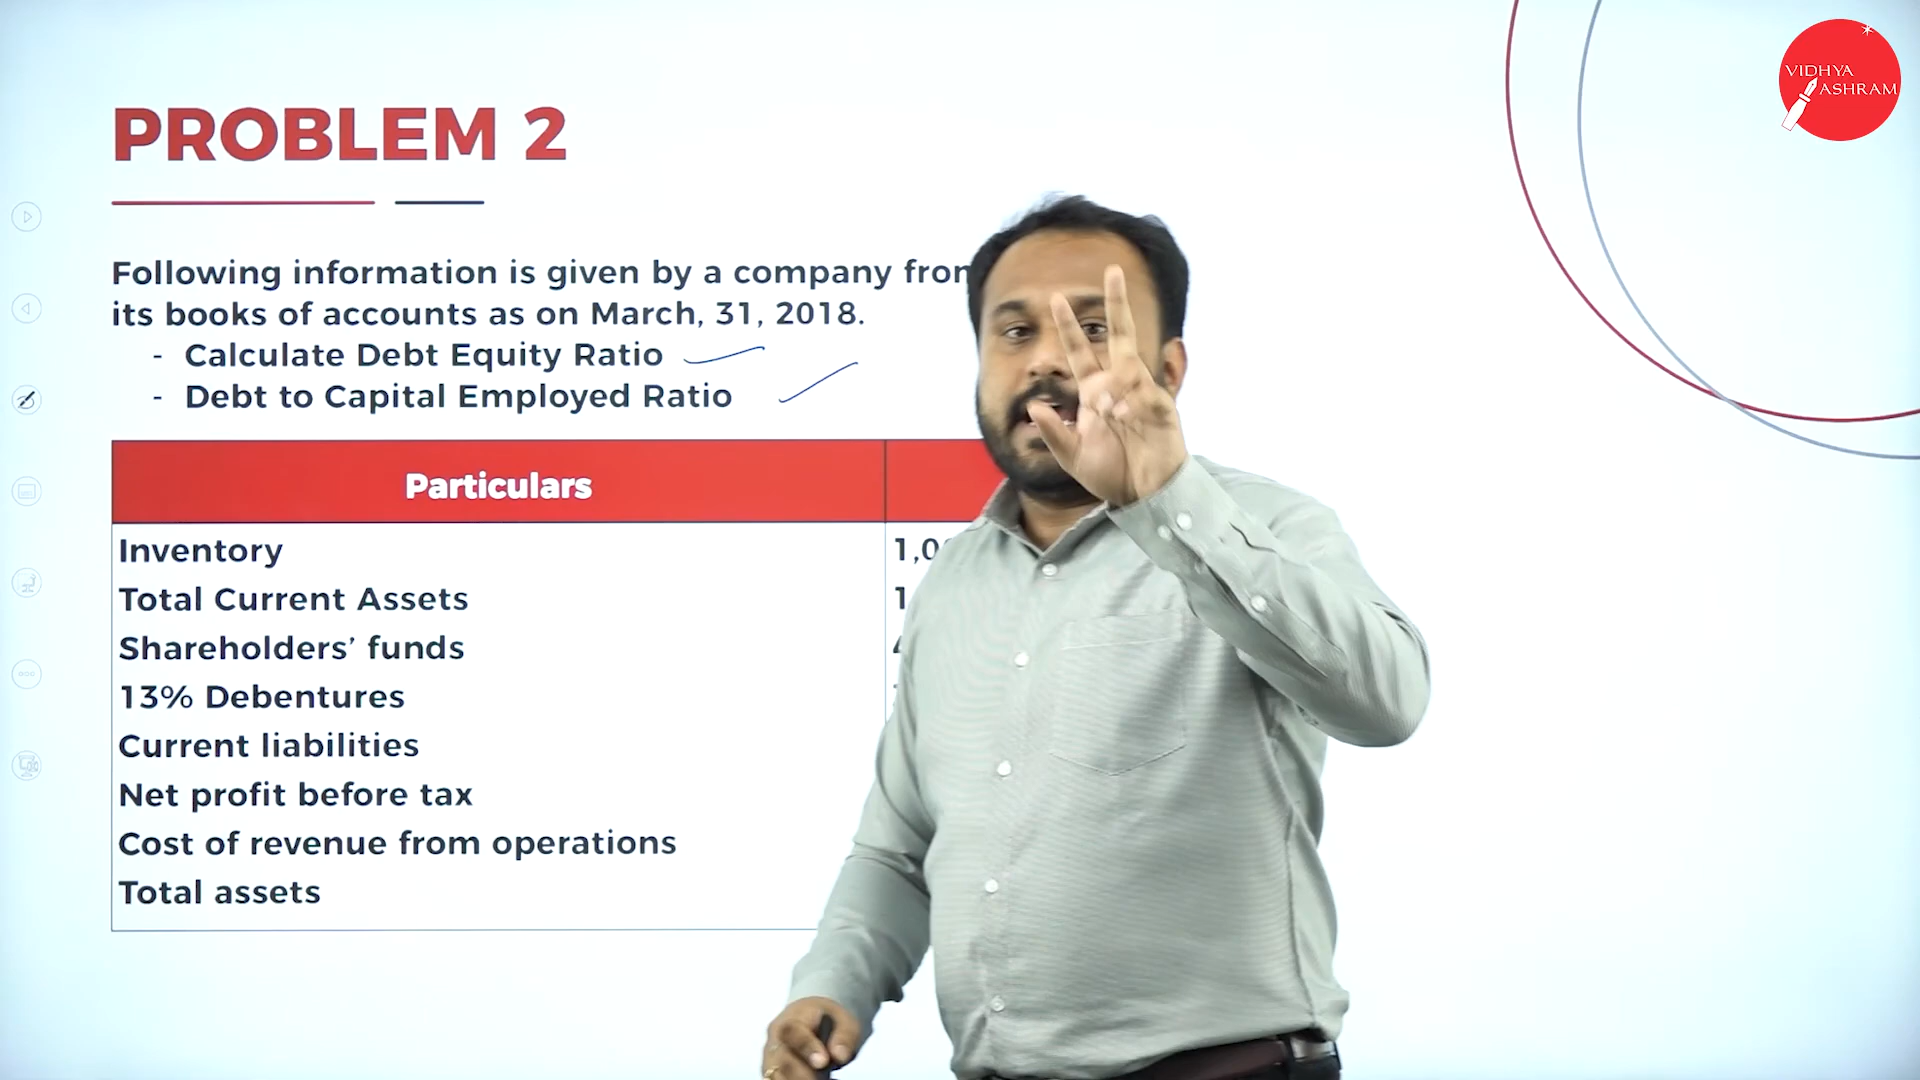 VIDHYA
ASHRAM
PROBLEM 2
Following information is given by a company from
its books of accounts as on March, 31, 2018.
- Calculate Debt Equity Ratio
- Debt to Capital Employed Ratio
Particulars
Inventory
Total Current Assets
Shareholders’ funds
13% Debentures
Current liabilities
Net profit before tax
Cost of revenue from operations
Total assets